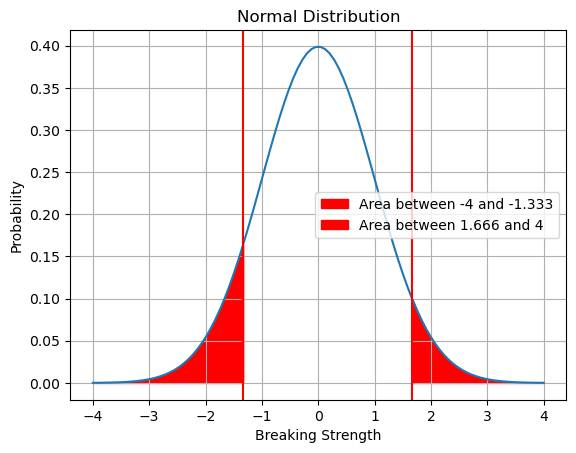 Normal Distribution
0.40
0.35
0.30
0.25
0.20
0.15
0.10
0.05
0.00
Probability
Area between -4 and -1.333
Area between 1.666 and 4
−4 −3 −2 −1 0 1 2 3 4
Breaking Strength